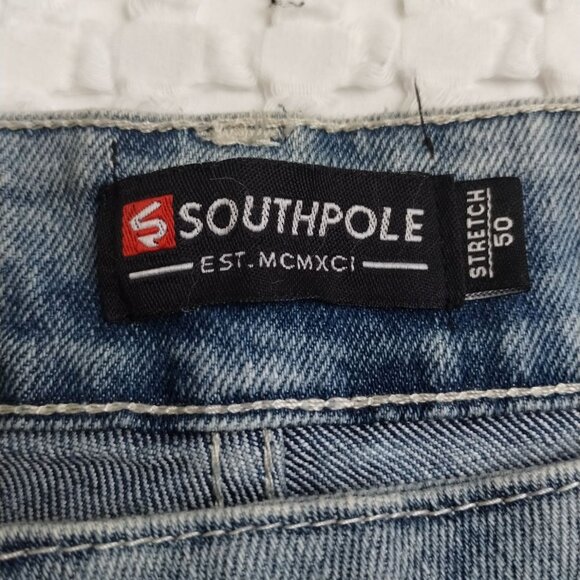 SOUTHPOLE
EST. MCMXCI
STRETCH
50